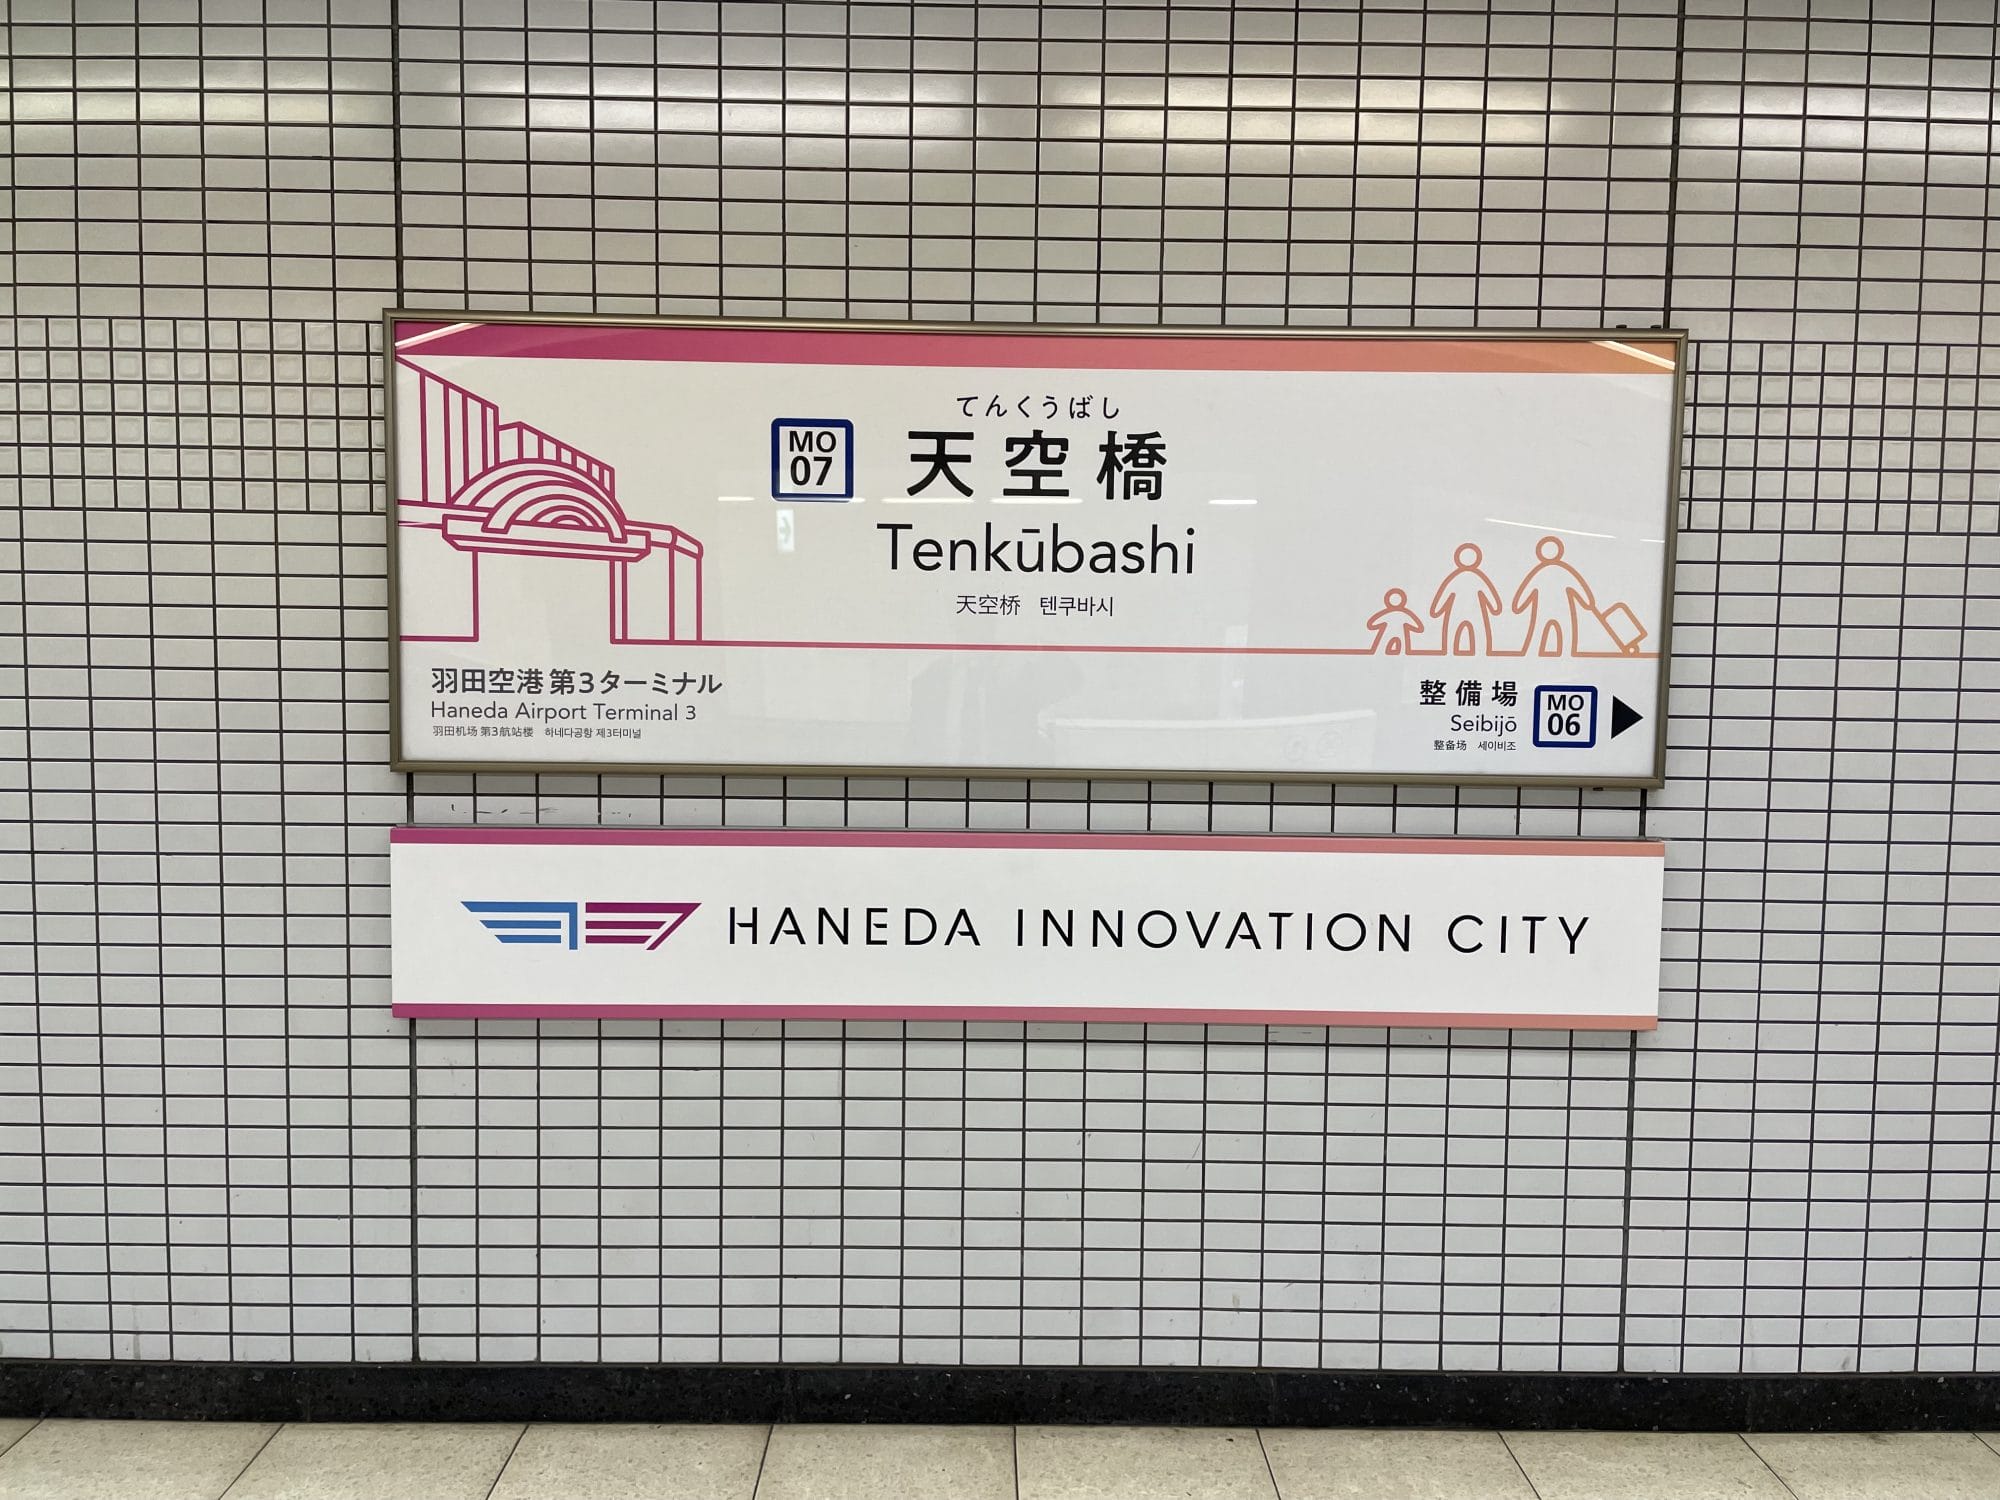 てんくうばし
MO
07
天空橋
Tenkūbashi
天空桥 텐쿠바시
羽田空港第3ターミナル
Haneda Airport Terminal 3
羽田机场 第3航站楼 하네다공항 제3터미널
整備場
Seibijō
整备场 세이비조
MO
06
HANEDA INNOVATION CITY